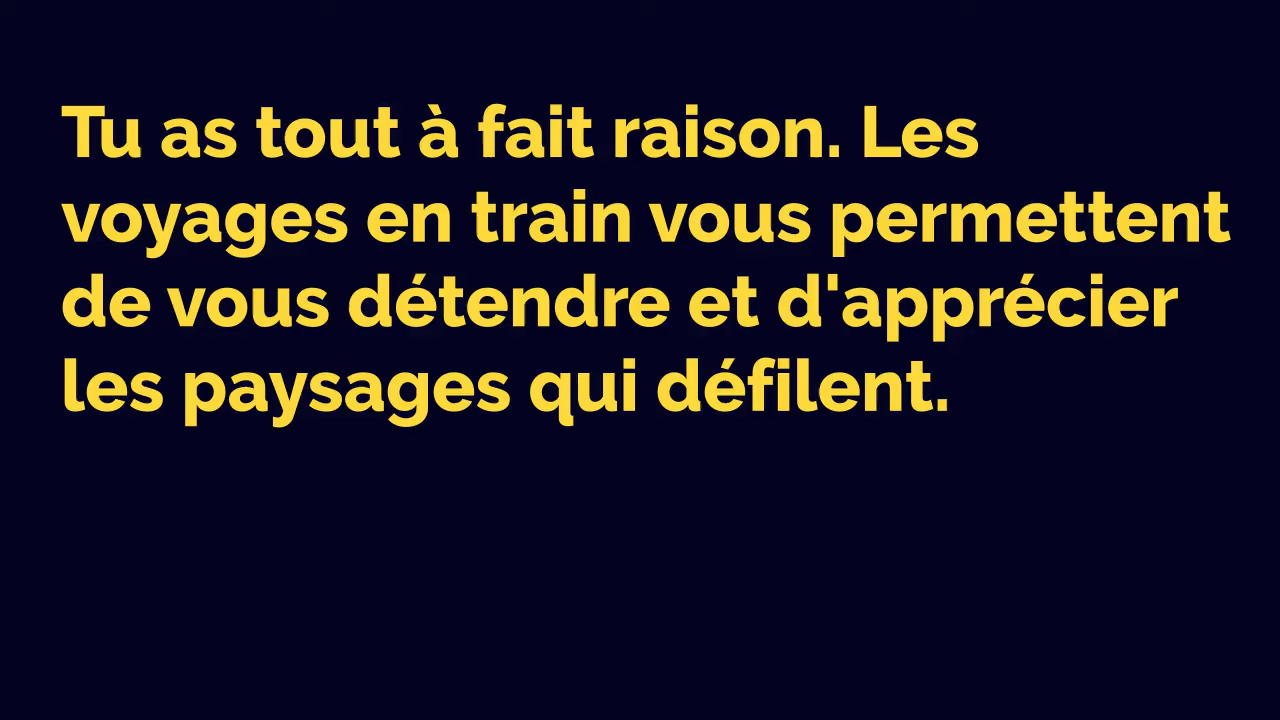 Tu as tout à fait raison. Les
voyages en train vous permettent
de vous détendre et d'apprécier
les paysages qui défilent.